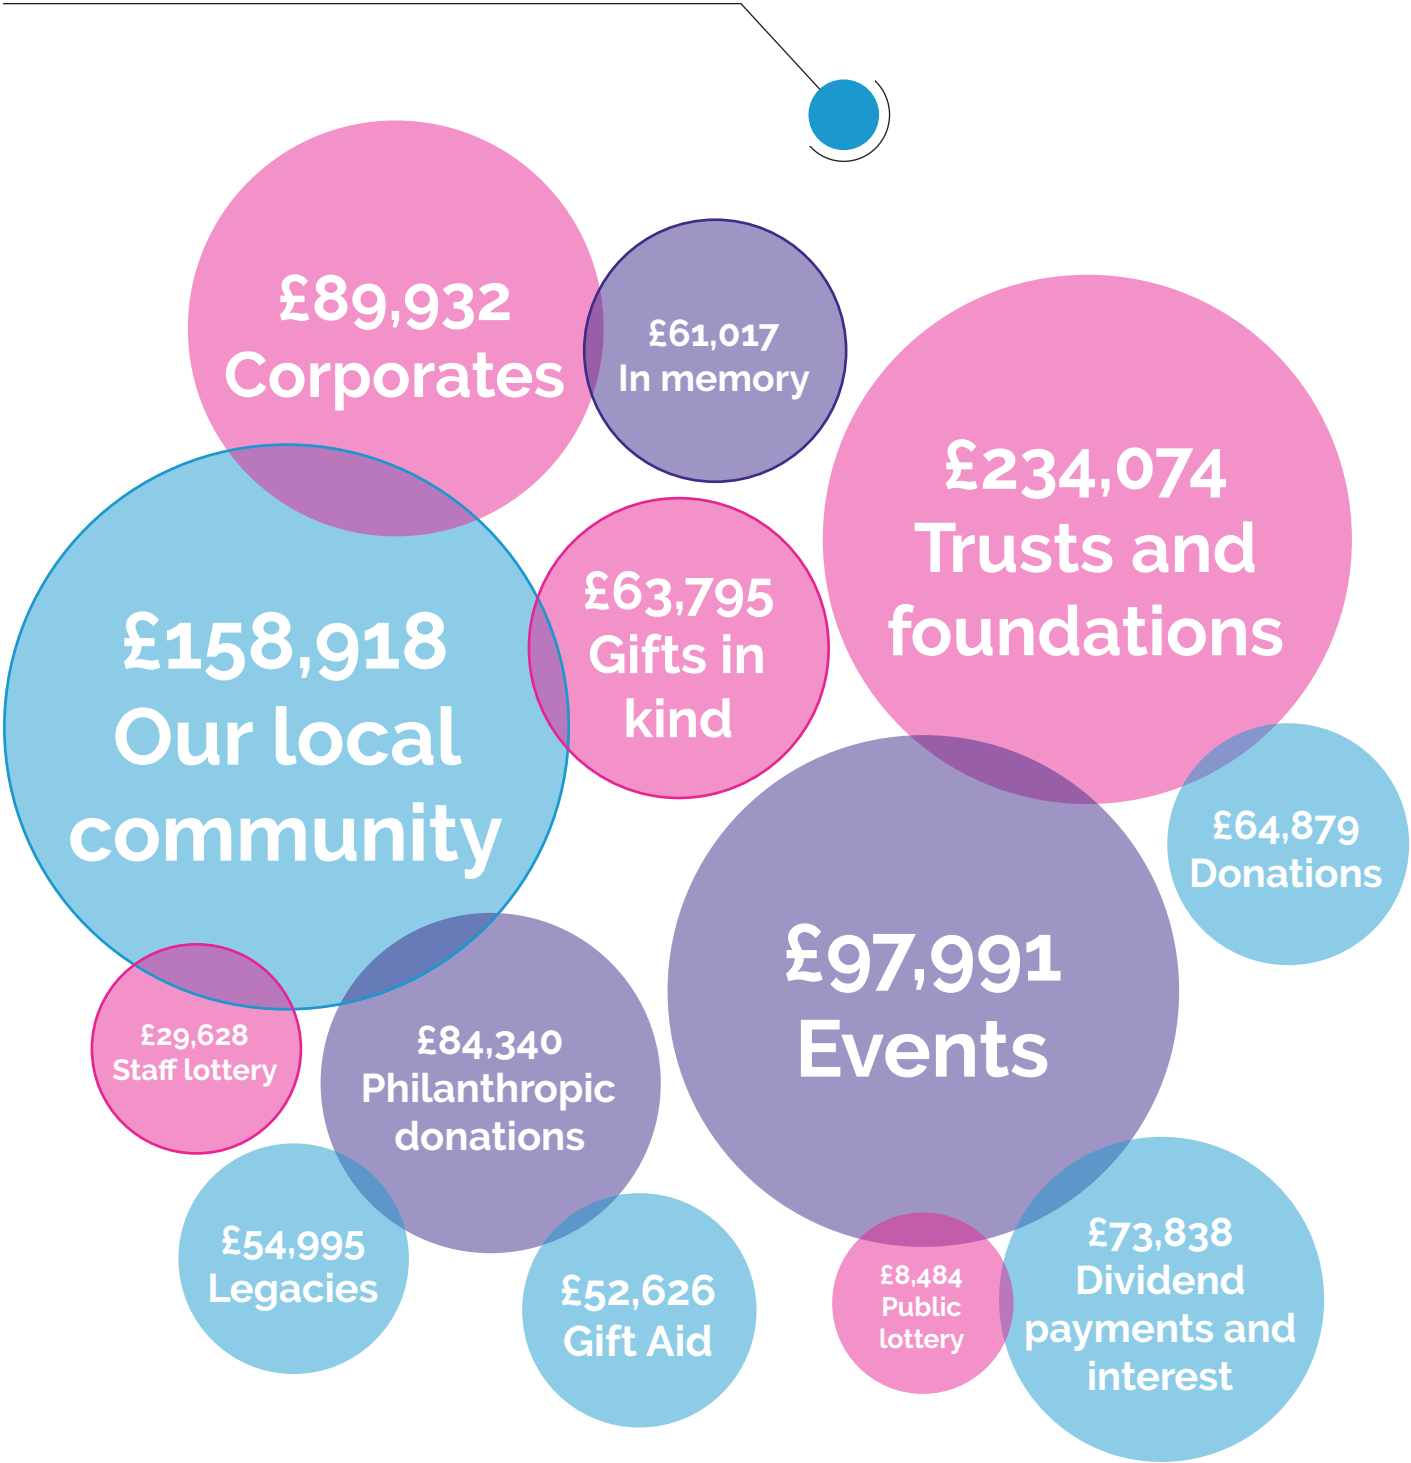 £89,932
Corporates
£61,017
In memory
£234,074
Trusts and
foundations
£63,795
Gifts in
kind
£158,918
Our local
community
£64,879
Donations
£97,991
Events
£29,628
Staff lottery
£84,340
Philanthropic
donations
£54,995
Legacies
£52,626
Gift Aid
£8,484
Public
lottery
£73,838
Dividend
payments and
interest